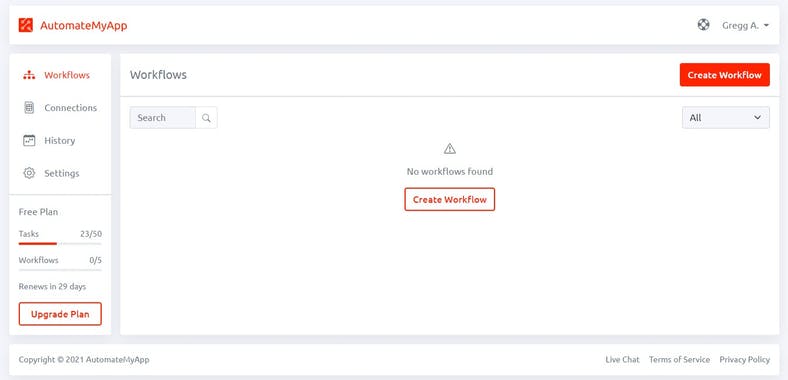 AutomateMyApp
Gregg A.
Workflows
Connections
History
Settings
Free Plan
Tasks 23/50
Workflows 0/5
Renews in 29 days
Upgrade Plan
Workflows
Create Workflow
Search
All
No workflows found
Create Workflow
Copyright © 2021 AutomateMyApp
Live Chat Terms of Service Privacy Policy